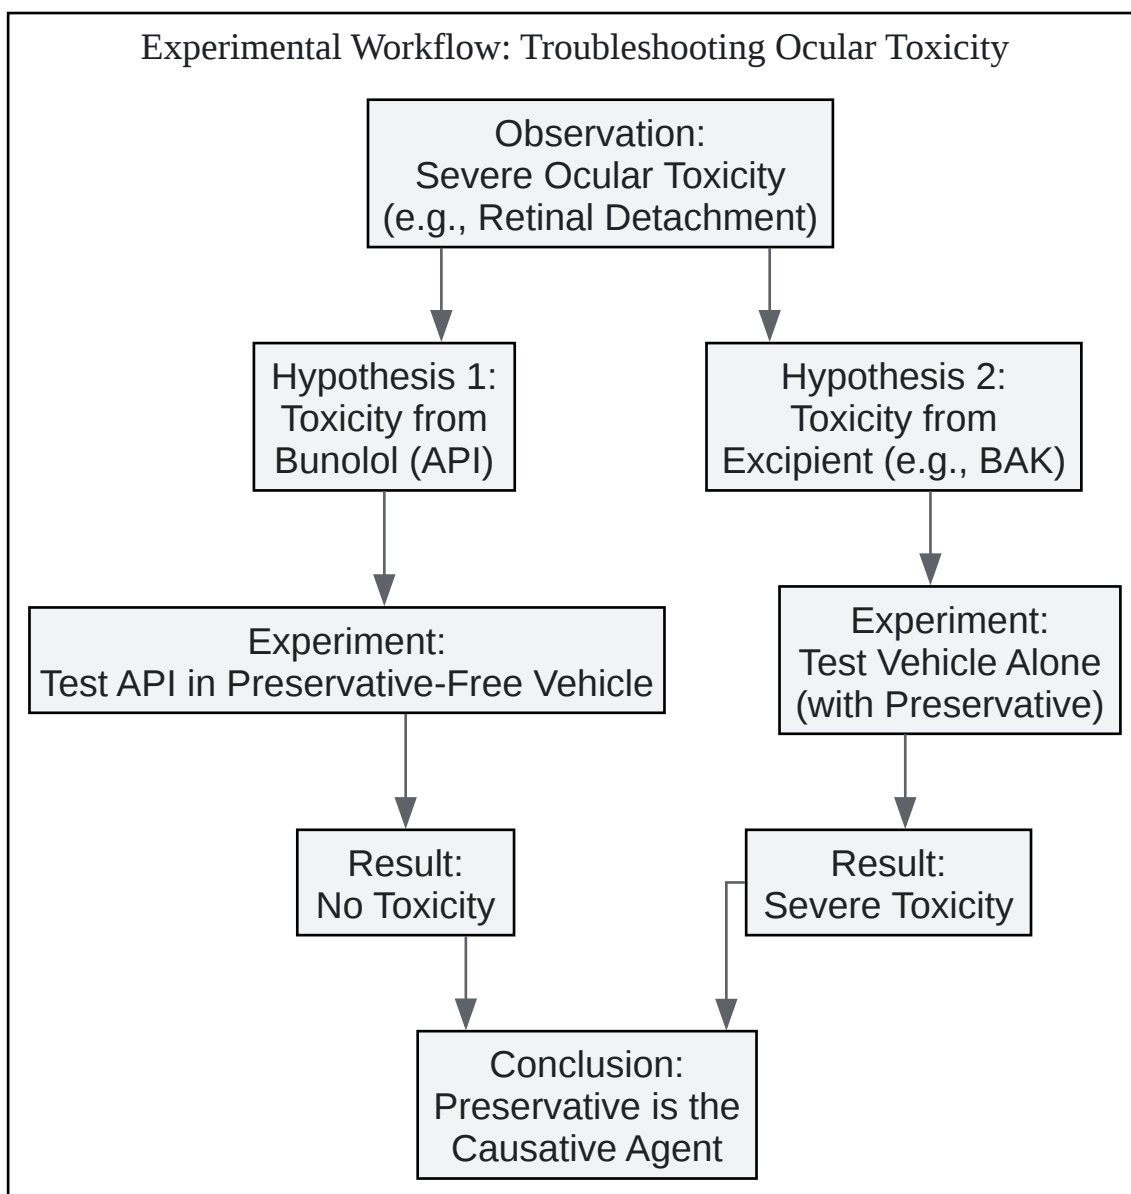 Experimental Workflow: Troubleshooting Ocular Toxicity
Observation:
Severe Ocular Toxicity
(e.g., Retinal Detachment)
Hypothesis 1:
Toxicity from
Bunolol (API)
Hypothesis 2:
Toxicity from
Excipient (e.g., BAK)
Experiment:
Test API in Preservative-Free Vehicle
Experiment:
Test Vehicle Alone
(with Preservative)
Result:
No Toxicity
Result:
Severe Toxicity
Conclusion:
Preservative is the
Causative Agent